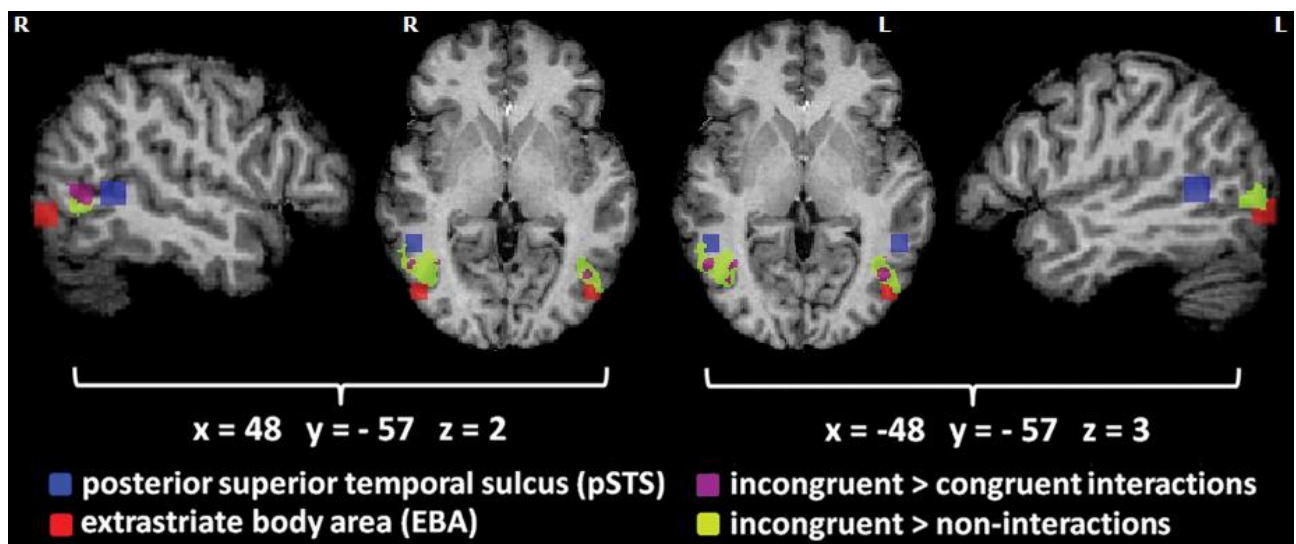 R R L L
x = 48 y = - 57 z = 2
x = -48 y = - 57 z = 3
posterior superior temporal sulcus (pSTS)
extrastriate body area (EBA)
incongruent > congruent interactions
incongruent > non-interactions